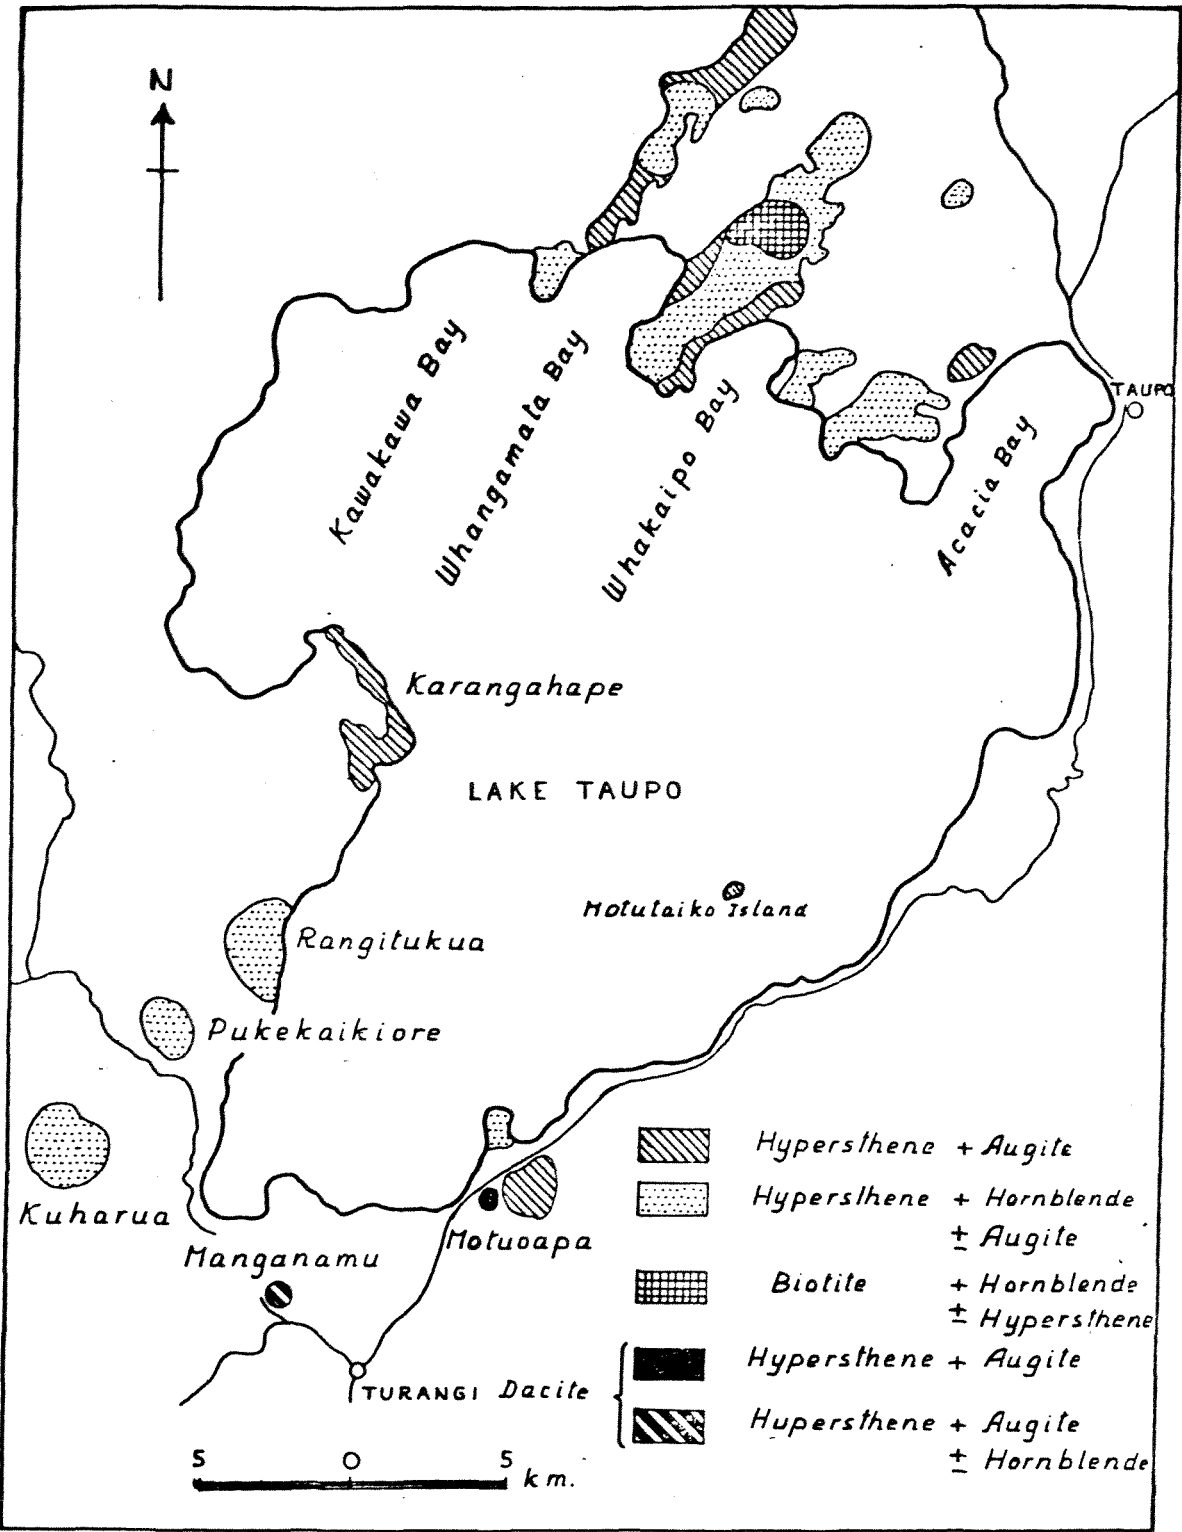 N
TAUPO
Kawakawa Bay
Whangamata Bay
Whakaipo Bay
Acacia Bay
Karangahape
LAKE TAUPO
Motutaiko Island
Rangitukua
Pukekaikiore
Kuharua
Manganamu
Motuoapa
TURANGI
Hypersthene + Augite
Hypersthene + Hornblende
± Augite
Biotite + Hornblende
± Hypersthene
Dacite
Hypersthene + Augite
Hupersthene + Augite
± Hornblende
5 0 5 km.